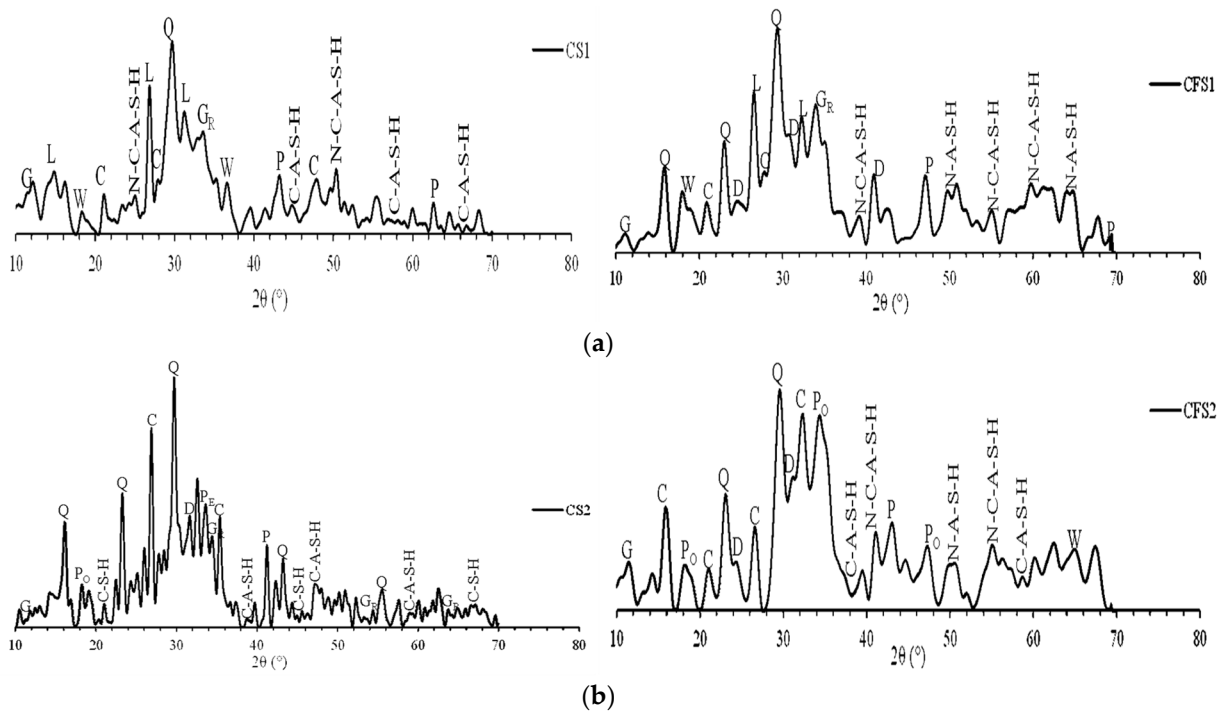 CS1
G
L
W
C
N-C-A-S-H
L
C
Q
L
GR
W
P
C-A-S-H
C
N-C-A-S-H
C-A-S-H
P
C-A-S-H
10 20 30 40 50 60 70 80
2θ (°)
CFS1
G
Q
W
C
Q
D
L
C
Q
D
L
GR
N-C-A-S-H
D
P
N-A-S-H
N-C-A-S-H
N-C-A-S-H
N-A-S-H
P
10 20 30 40 50 60 70 80
2θ (°)
(a)
CS2
G
Q
PO
C-S-H
Q
C
Q
D
PE
G
C
C-A-S-H
P
Q
C-S-H
C-A-S-H
GR
Q
C-A-S-H
GR
C-S-H
10 20 30 40 50 60 70 80
2θ (°)
CFS2
G
C
PO
C
Q
D
C
Q
D
C
PO
C-A-S-H
N-C-A-S-H
P
PO
N-A-S-H
N-C-A-S-H
C-A-S-H
W
10 20 30 40 50 60 70 80
2θ (°)
(b)